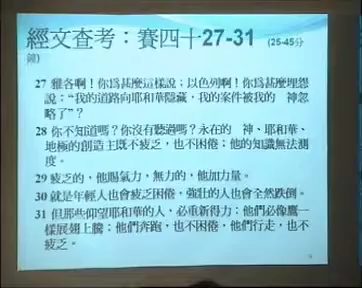 經文查考：賽四十27-31 (25-45分
鐘)
27 雅各啊！你爲甚麼這樣說；以色列啊！你爲甚麼埋怨
說：“我的道路向耶和華隱藏，我的案件被我的　神忽
略了”？
28 你不知道嗎？你沒有聽過嗎？永在的　神、耶和華、
地極的創造主既不疲乏，也不困倦；他的知識無法測
度。
29 疲乏的，他賜氣力，無力的，他加力量。
30 就是年輕人也會疲乏困倦，強壯的人也會全然跌倒。
31 但那些仰望耶和華的人，必重新得力；他們必像鷹一
樣展翅上騰；他們奔跑，也不困倦，他們行走，也不
疲乏。